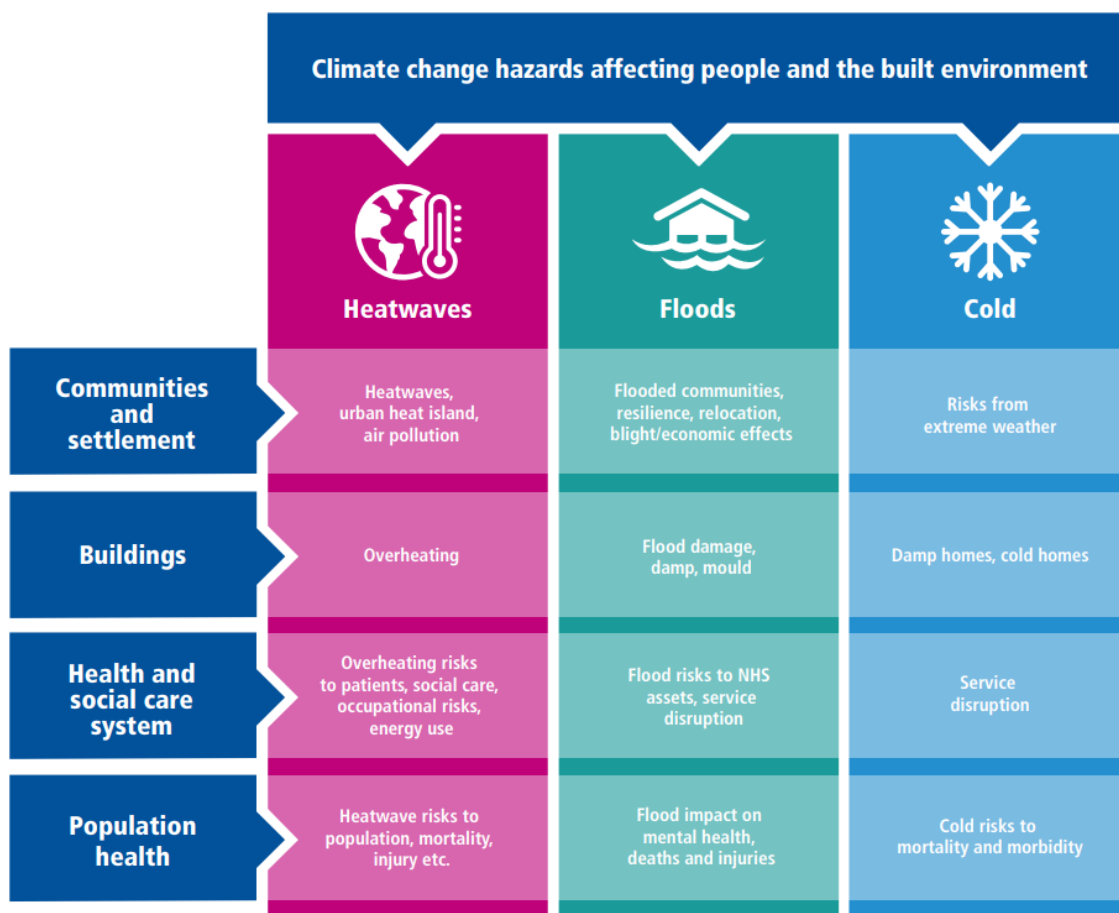 Climate change hazards affecting people and the built environment
Heatwaves
Floods
Cold
Communities
and
settlement
Heatwaves,
urban heat island,
air pollution
Flooded communities,
resilience, relocation,
blight/economic effects
Risks from
extreme weather
Buildings
Overheating
Flood damage,
damp, mould
Damp homes, cold homes
Health and
social care
system
Overheating risks
to patients, social care,
occupational risks,
energy use
Flood risks to NHS
assets, service
disruption
Service
disruption
Population
health
Heatwave risks to
population, mortality,
injury etc.
Flood impact on
mental health,
deaths and injuries
Cold risks to
mortality and morbidity